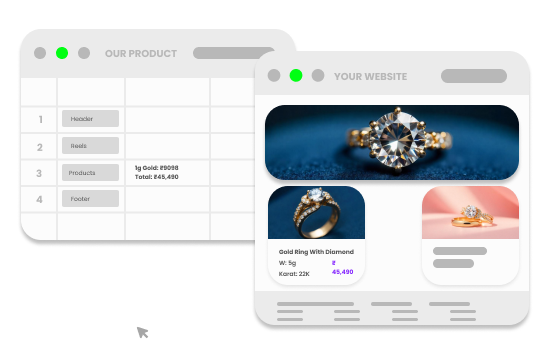 OUR PRODUCT
1 Header
2 Reels
3 Products
1g Gold: ₹9098
Total: ₹45,490
4 Footer
YOUR WEBSITE
Gold Ring With Diamond
W: 5g
Karat: 22K
₹
45,490